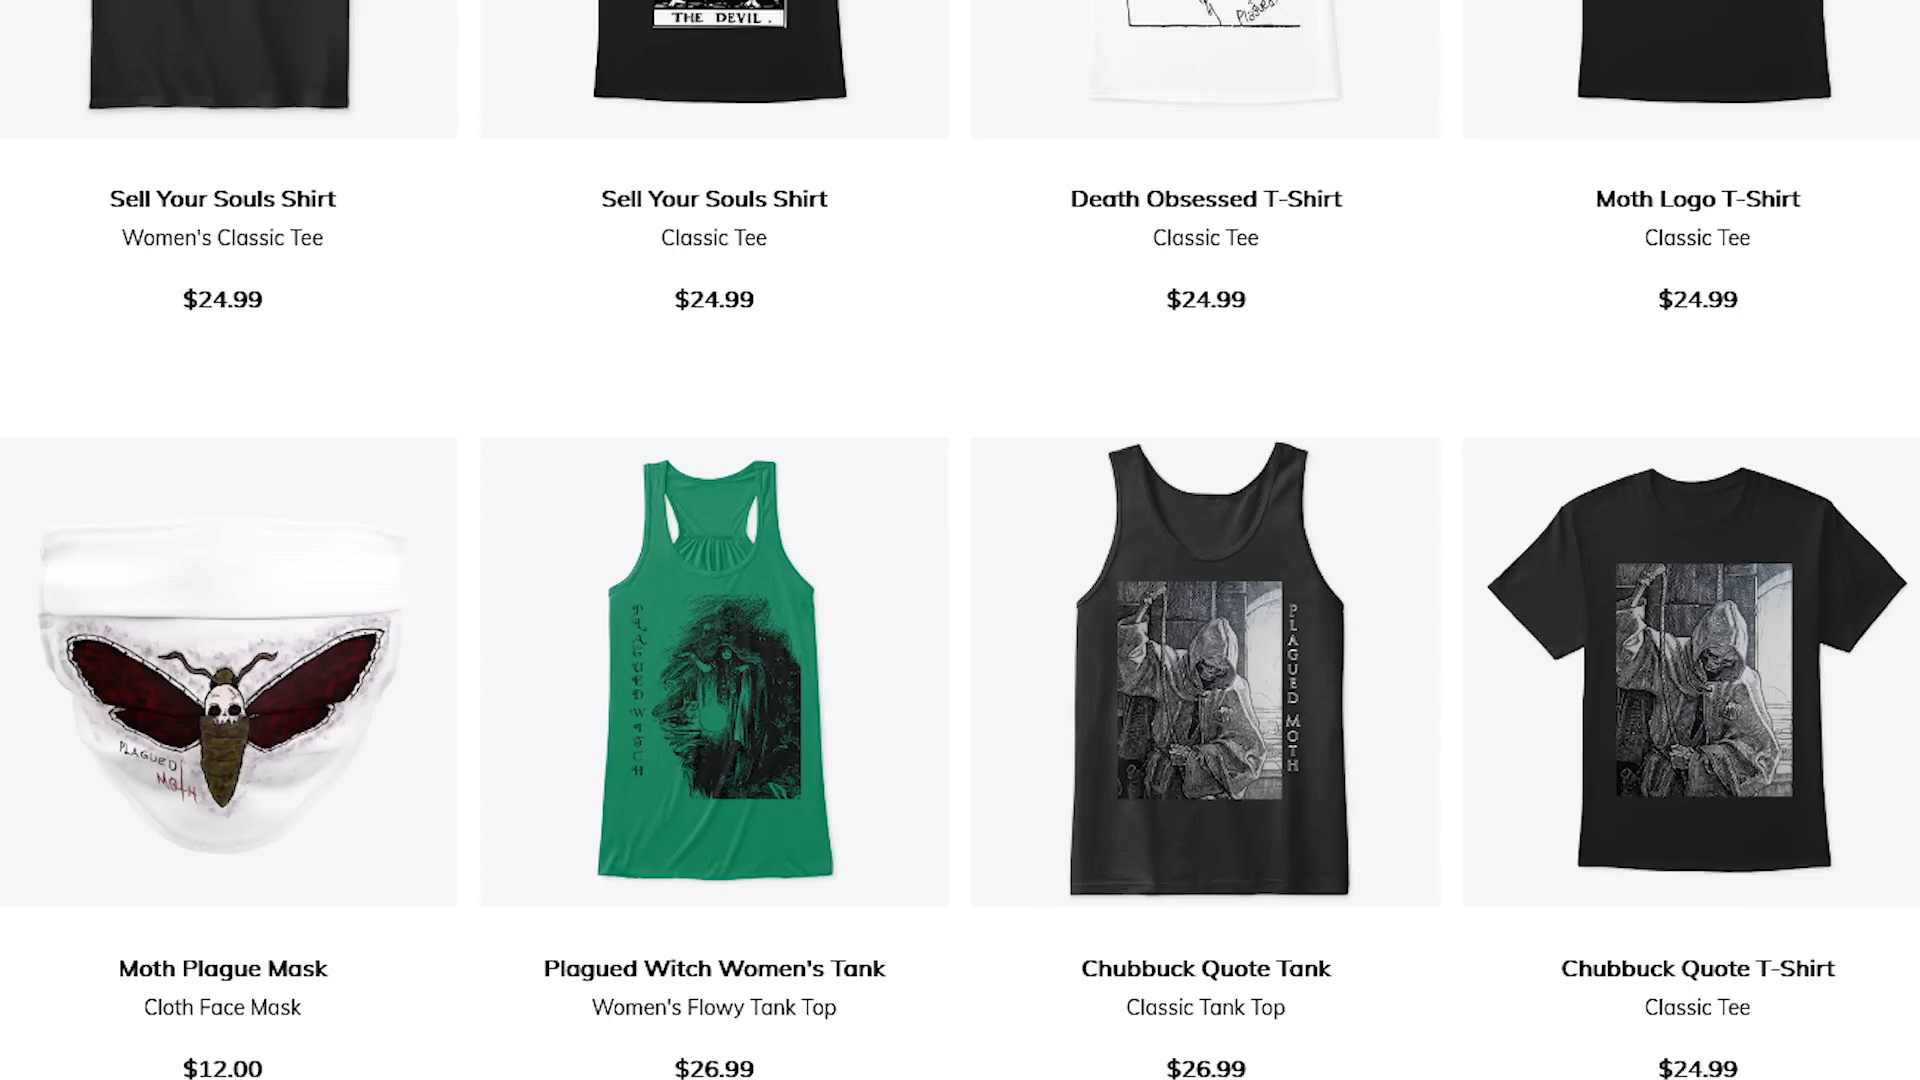 THE DEVIL.
Plagued
Sell Your Souls Shirt
Women's Classic Tee
$24.99
Sell Your Souls Shirt
Classic Tee
$24.99
Death Obsessed T-Shirt
Classic Tee
$24.99
Moth Logo T-Shirt
Classic Tee
$24.99
PLAGUED
MOTH
PLAGUED WITCH
PLAGUED MOTH
Moth Plague Mask
Cloth Face Mask
$12.00
Plagued Witch Women's Tank
Women's Flowy Tank Top
$26.99
Chubbuck Quote Tank
Classic Tank Top
$26.99
Chubbuck Quote T-Shirt
Classic Tee
$24.99